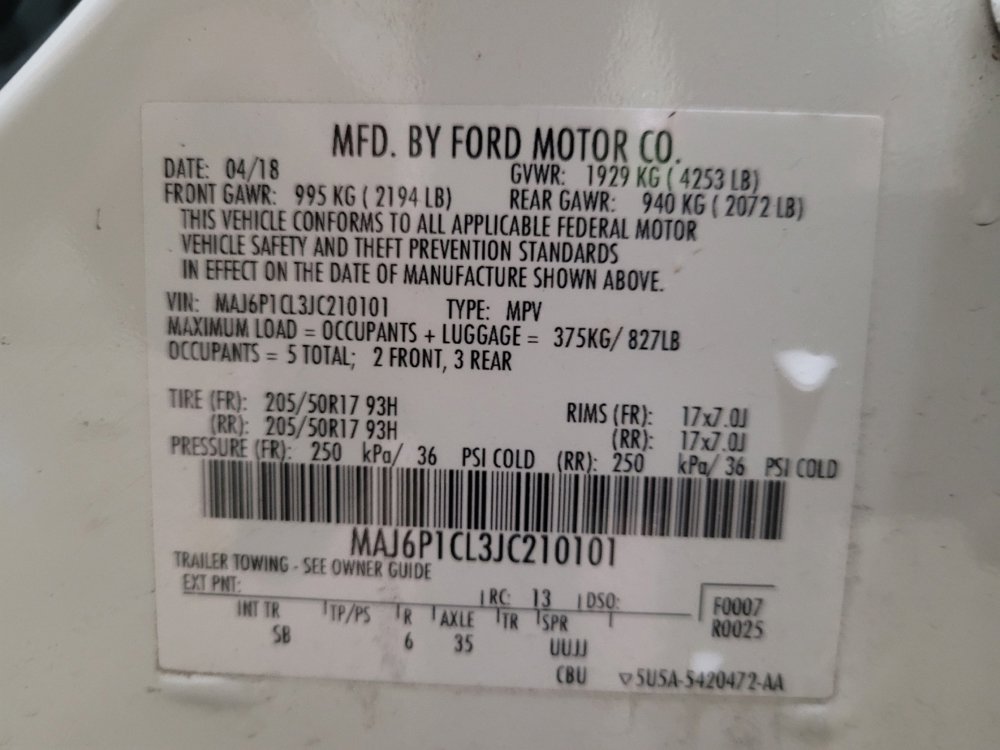 MFD. BY FORD MOTOR CO.
DATE: 04/18 GVWR: 1929 KG ( 4253 LB)
FRONT GAWR: 995 KG ( 2194 LB) REAR GAWR: 940 KG ( 2072 LB)
THIS VEHICLE CONFORMS TO ALL APPLICABLE FEDERAL MOTOR
VEHICLE SAFETY AND THEFT PREVENTION STANDARDS
IN EFFECT ON THE DATE OF MANUFACTURE SHOWN ABOVE.
VIN: MAJ6P1CL3JC210101 TYPE: MPV
MAXIMUM LOAD = OCCUPANTS + LUGGAGE = 375KG/ 827LB
OCCUPANTS = 5 TOTAL; 2 FRONT, 3 REAR
TIRE (FR): 205/50R17 93H RIMS (FR): 17x7.0J
(RR): 205/50R17 93H (RR): 17x7.0J
PRESSURE (FR): 250 kPa/ 36 PSI COLD (RR): 250 kPa/ 36 PSI COLD
MAJ6P1CL3JC210101
TRAILER TOWING - SEE OWNER GUIDE
EXT PNT: RC: 13 DSO: F0007
INT TR TP/PS R AXLE TR SPR R0025
SB 6 35 UUJJ
CBU 5U5A-5420472-AA